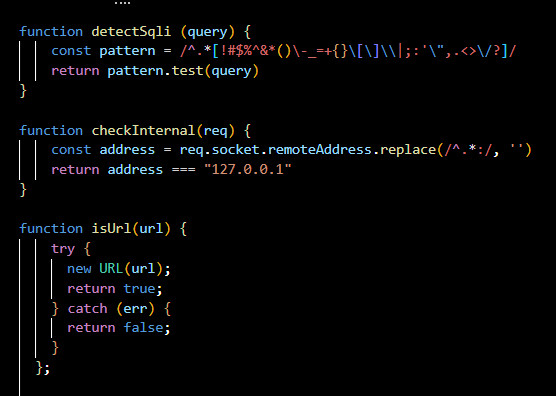 function detectSqli (query) {
    const pattern = /^.*[!#$%^&*()\-_=+{}\[\]\\|;:'\",.<>\/?]/
    return pattern.test(query)
}

function checkInternal(req) {
    const address = req.socket.remoteAddress.replace(/^.*:/, '')
    return address === "127.0.0.1"
}

function isUrl(url) {
    try {
      new URL(url);
      return true;
    } catch (err) {
      return false;
    }
  };